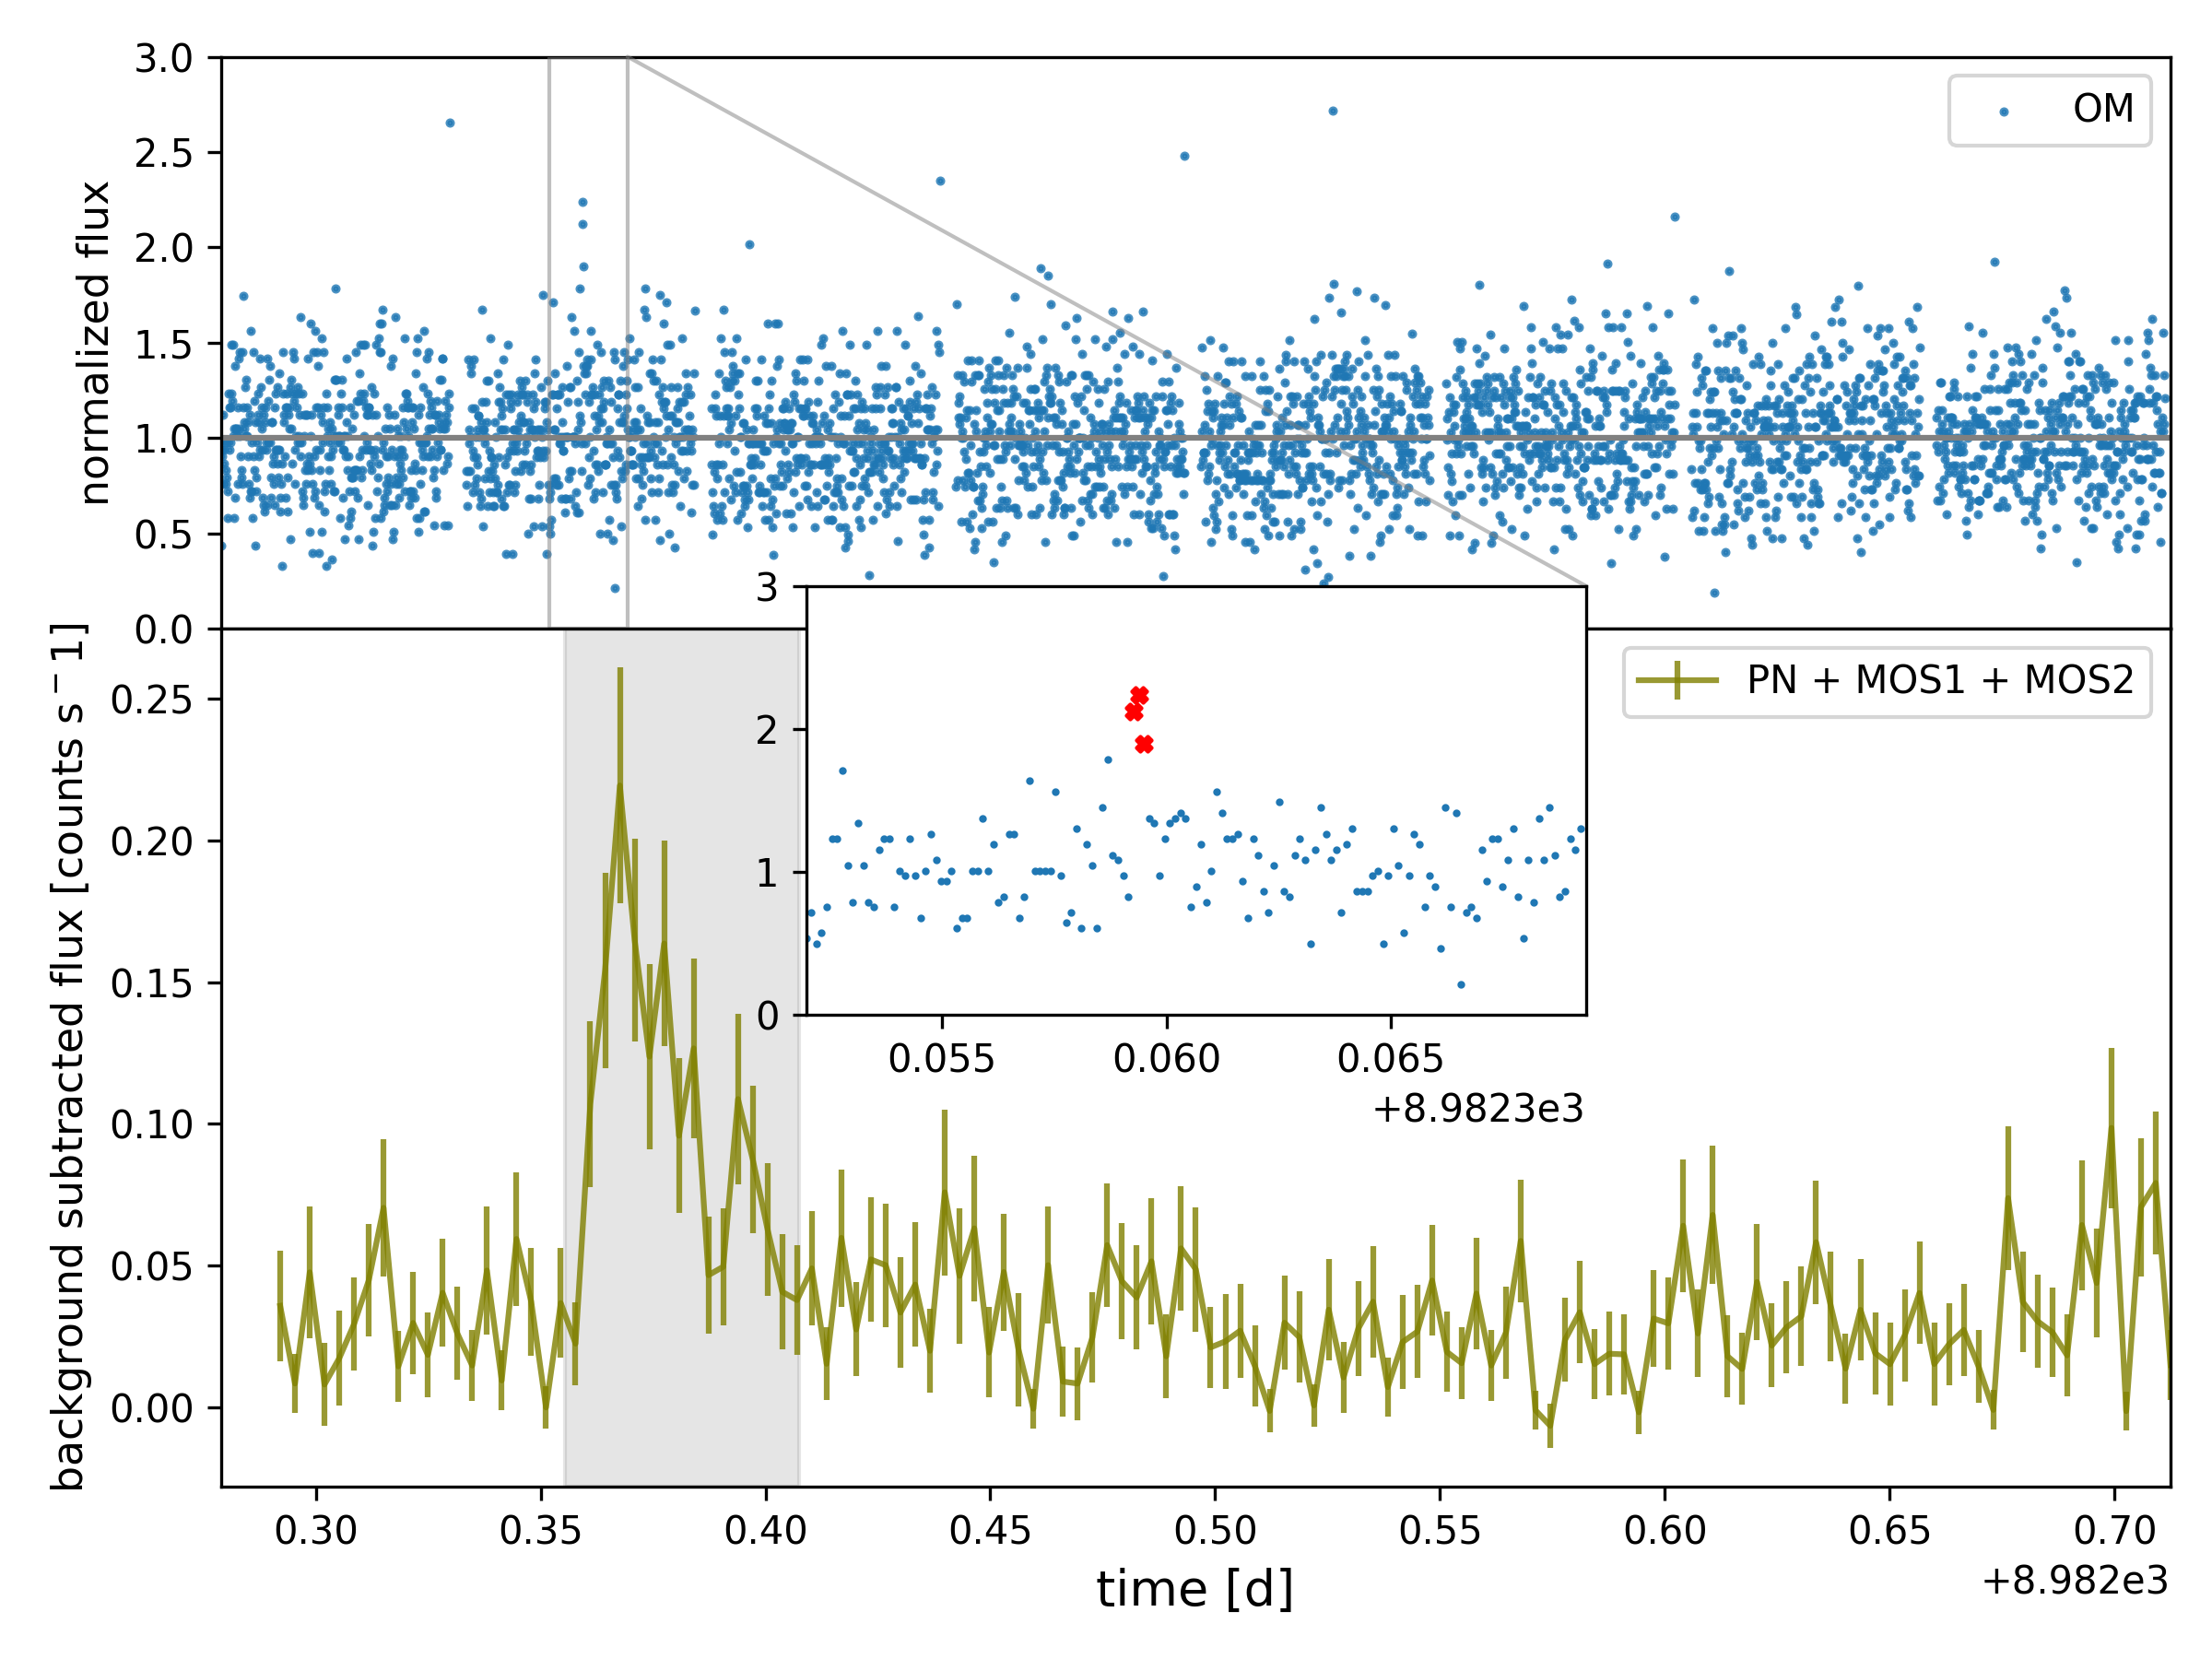 3.0
2.5
2.0
1.5
1.0
0.5
0.0
normalized flux
OM
0.25
0.20
0.15
0.10
0.05
0.00
background subtracted flux [counts s⁻1]
PN + MOS1 + MOS2
3
2
1
0
0.055 0.060 0.065
+8.9823e3
0.30 0.35 0.40 0.45 0.50 0.55 0.60 0.65 0.70
+8.982e3
time [d]